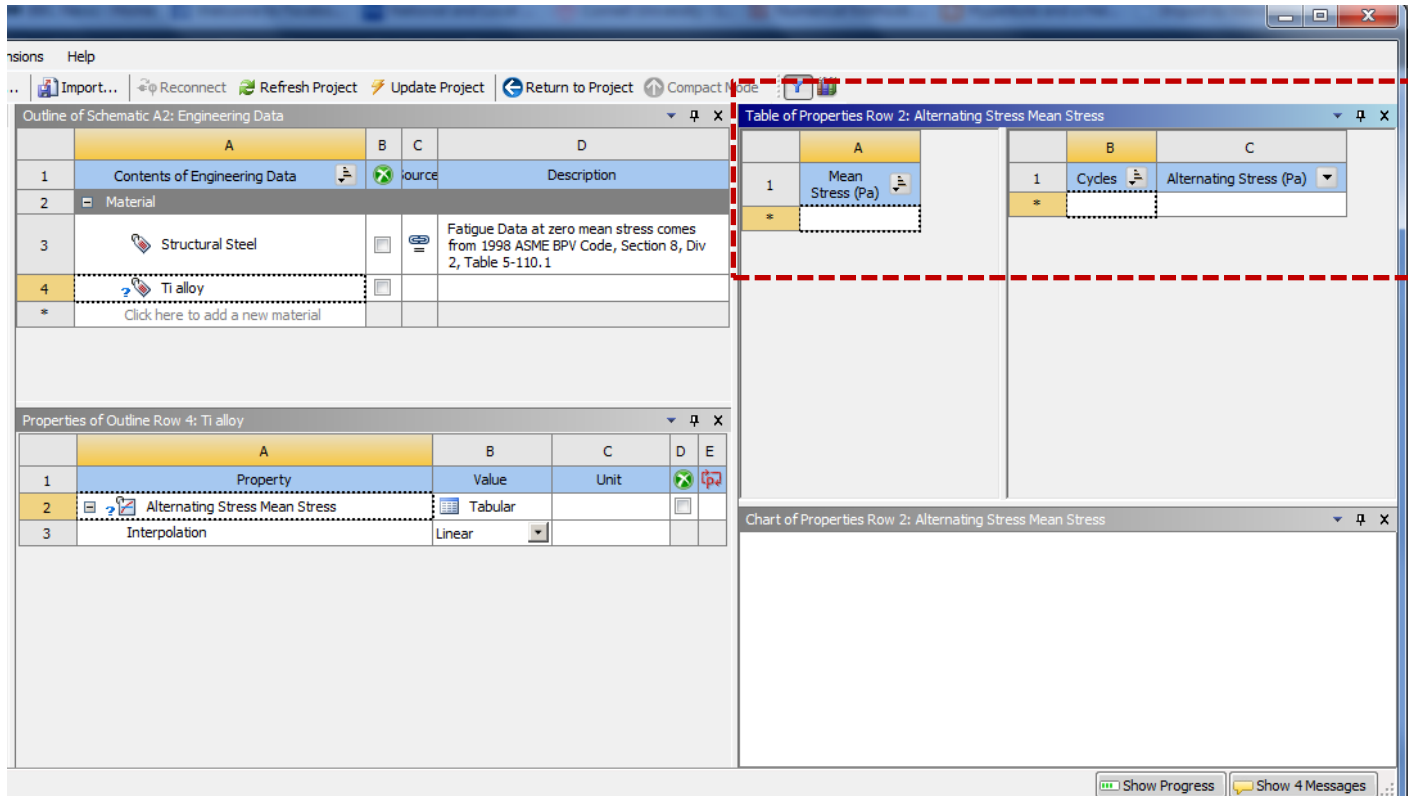 nsions Help
.. Import... Reconnect Refresh Project Update Project Return to Project Compact Mode
Outline of Schematic A2: Engineering Data
A B C D
1 Contents of Engineering Data Source Description
2 Material
3 Structural Steel Fatigue Data at zero mean stress comes
from 1998 ASME BPV Code, Section 8, Div
2, Table 5-110.1
4 ? Ti alloy
* Click here to add a new material
Table of Properties Row 2: Alternating Stress Mean Stress
A
1 Mean
Stress (Pa)
*
B C
1 Cycles Alternating Stress (Pa)
*
Properties of Outline Row 4: Ti alloy
A B C D E
1 Property Value Unit
2 ? Alternating Stress Mean Stress Tabular
3 Interpolation Linear
Chart of Properties Row 2: Alternating Stress Mean Stress
Show Progress Show 4 Messages